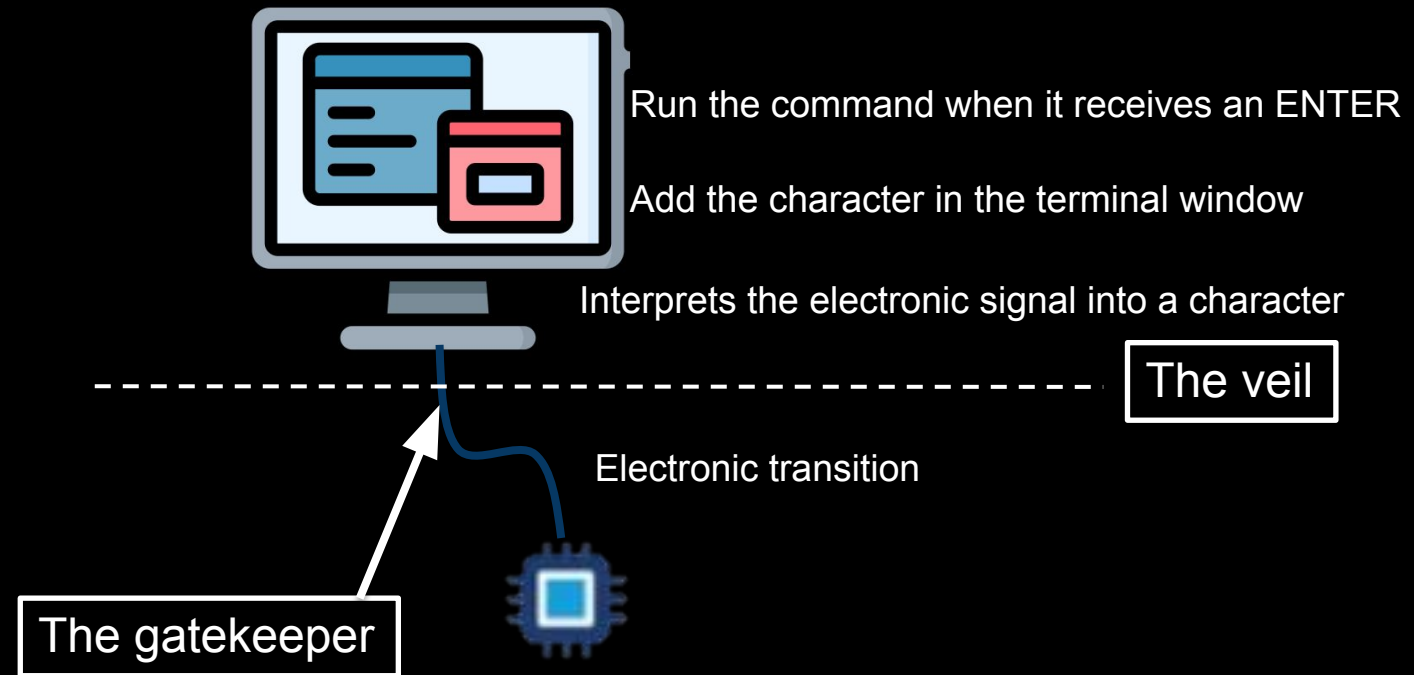 Run the command when it receives an ENTER
Add the character in the terminal window
Interprets the electronic signal into a character
The veil
Electronic transition
The gatekeeper